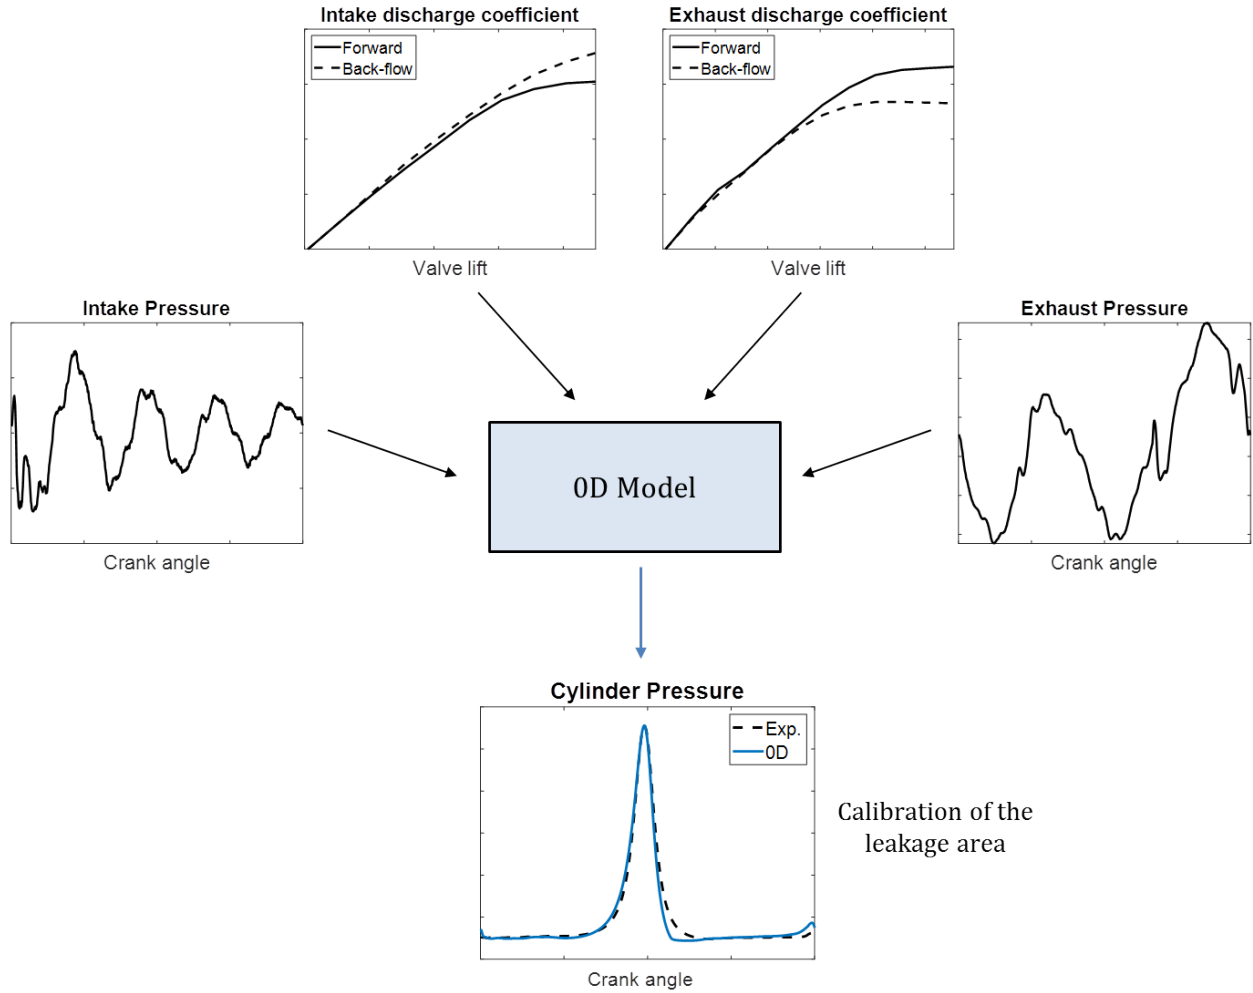 Intake discharge coefficient
Forward
Back-flow
Valve lift
Exhaust discharge coefficient
Forward
Back-flow
Valve lift
Intake Pressure
Crank angle
Exhaust Pressure
Crank angle
0D Model
Cylinder Pressure
Exp.
0D
Crank angle
Calibration of the
leakage area